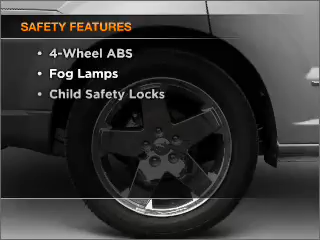 SAFETY FEATURES
• 4-Wheel ABS
• Fog Lamps
• Child Safety Locks